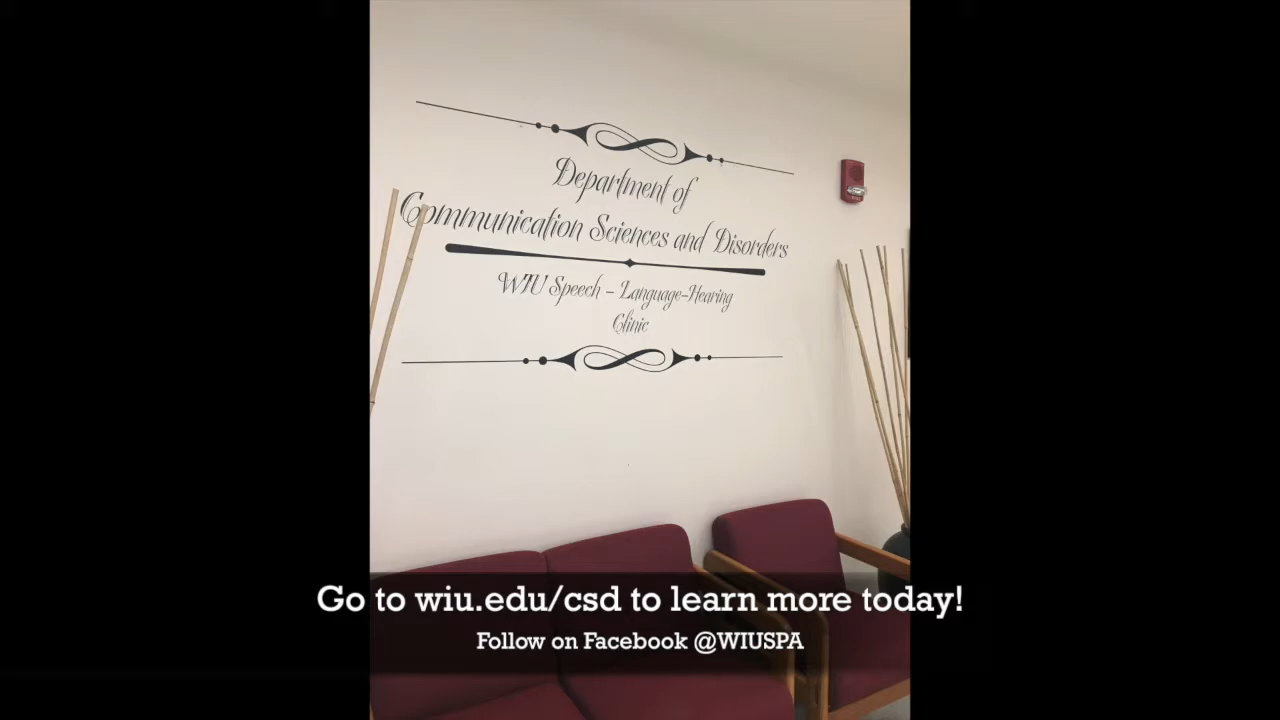 Department of
Communication Sciences and Disorders
WIU Speech - Language-Hearing
Clinic
Go to wiu.edu/csd to learn more today!
Follow on Facebook @WIUSPA